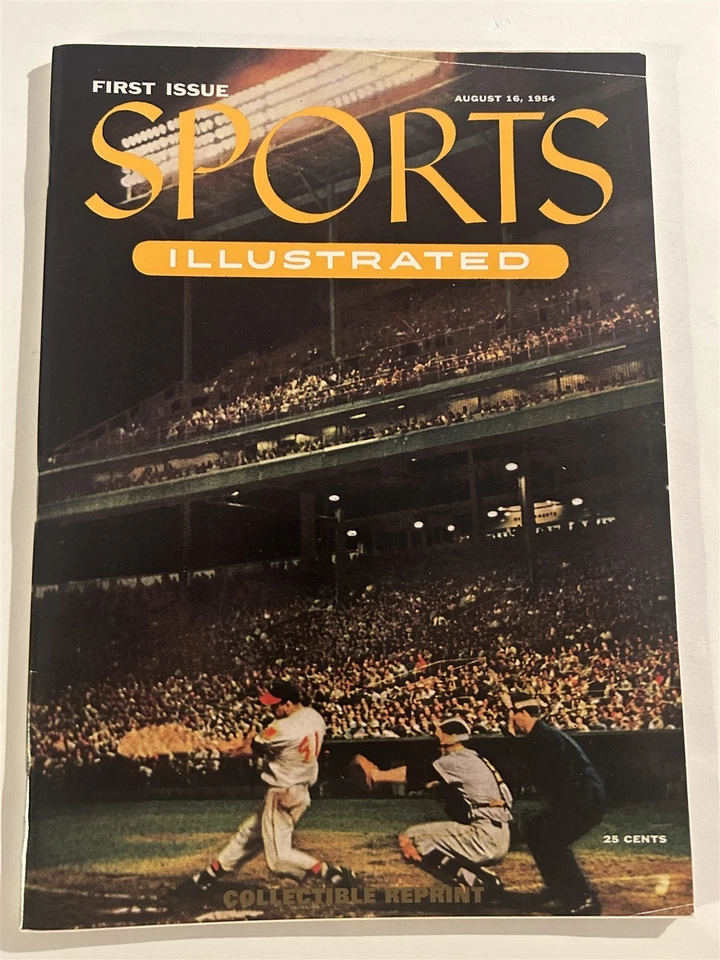 FIRST ISSUE
AUGUST 16, 1954
SPORTS
ILLUSTRATED
41
25 CENTS
COLLECTIBLE REPRINT